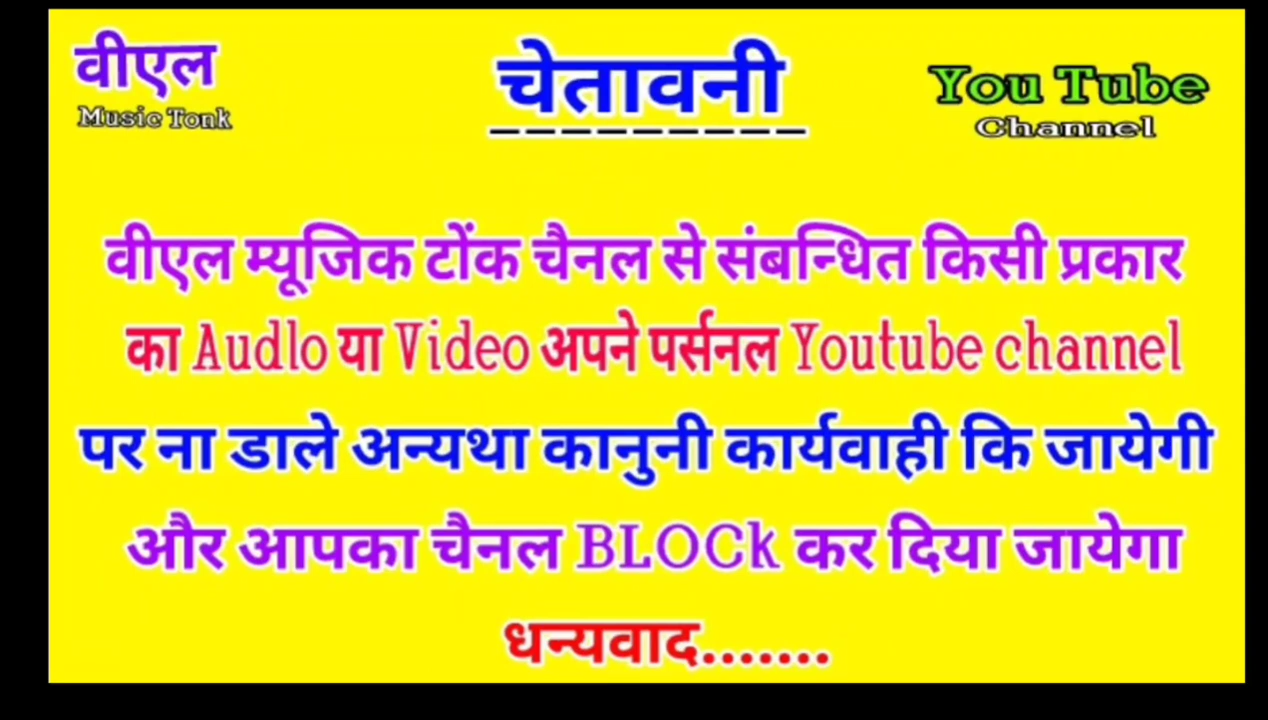 वीएल
Music Tonk
चेतावनी
You Tube
Channel
वीएल म्यूजिक टोंक चैनल से संबन्धित किसी प्रकार
का Audlo या Video अपने पर्सनल Youtube channel
पर ना डाले अन्यथा कानुनी कार्यवाही कि जायेगी
और आपका चैनल BLOCk कर दिया जायेगा
धन्यवाद.......